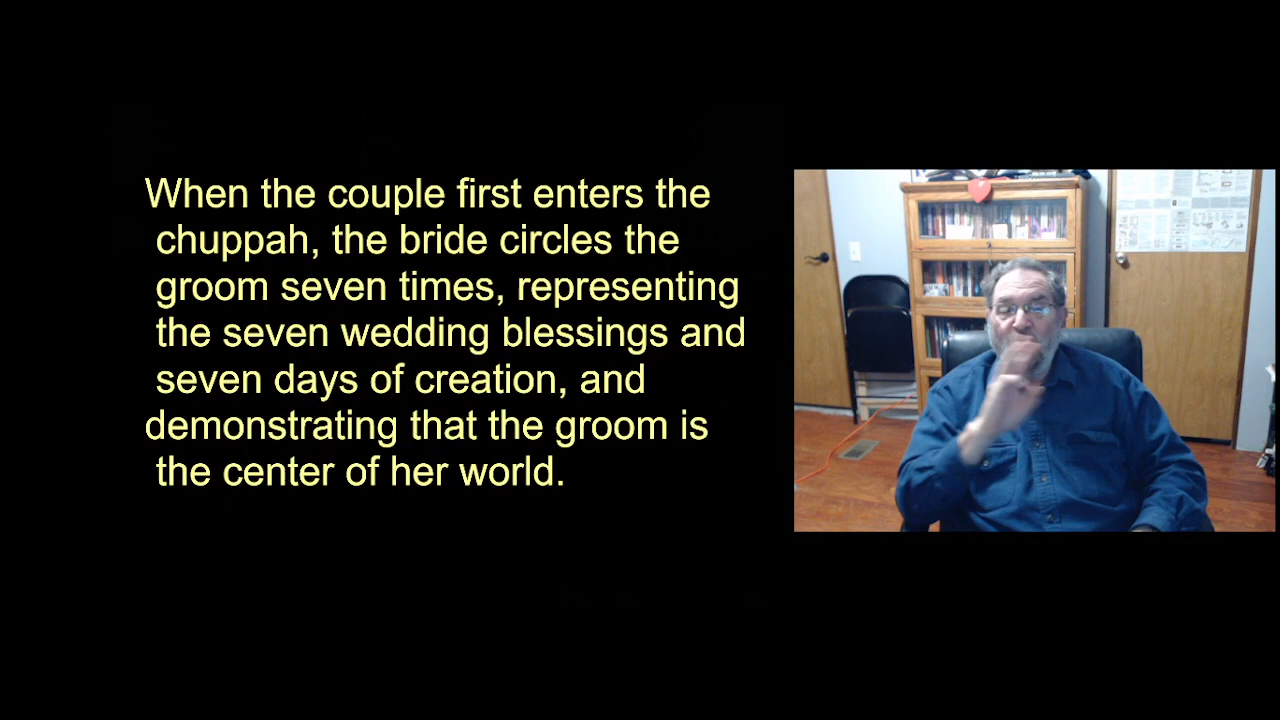 When the couple first enters the
chuppah, the bride circles the
groom seven times, representing
the seven wedding blessings and
seven days of creation, and
demonstrating that the groom is
the center of her world.